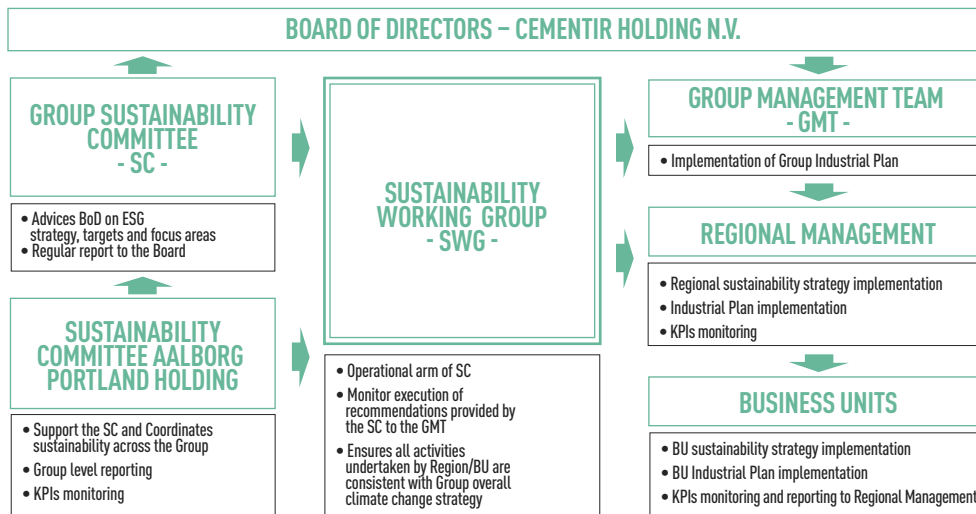 BOARD OF DIRECTORS – CEMENTIR HOLDING N.V.
GROUP SUSTAINABILITY
COMMITTEE
- SC -
• Advices BoD on ESG
strategy, targets and focus areas
• Regular report to the Board
SUSTAINABILITY
COMMITTEE AALBORG
PORTLAND HOLDING
• Support the SC and Coordinates
sustainability across the Group
• Group level reporting
• KPIs monitoring
SUSTAINABILITY
WORKING GROUP
- SWG -
• Operational arm of SC
• Monitor execution of
recommendations provided by
the SC to the GMT
• Ensures all activities
undertaken by Region/BU are
consistent with Group overall
climate change strategy
GROUP MANAGEMENT TEAM
- GMT -
• Implementation of Group Industrial Plan
REGIONAL MANAGEMENT
• Regional sustainability strategy implementation
• Industrial Plan implementation
• KPIs monitoring
BUSINESS UNITS
• BU sustainability strategy implementation
• BU Industrial Plan implementation
• KPIs monitoring and reporting to Regional Management